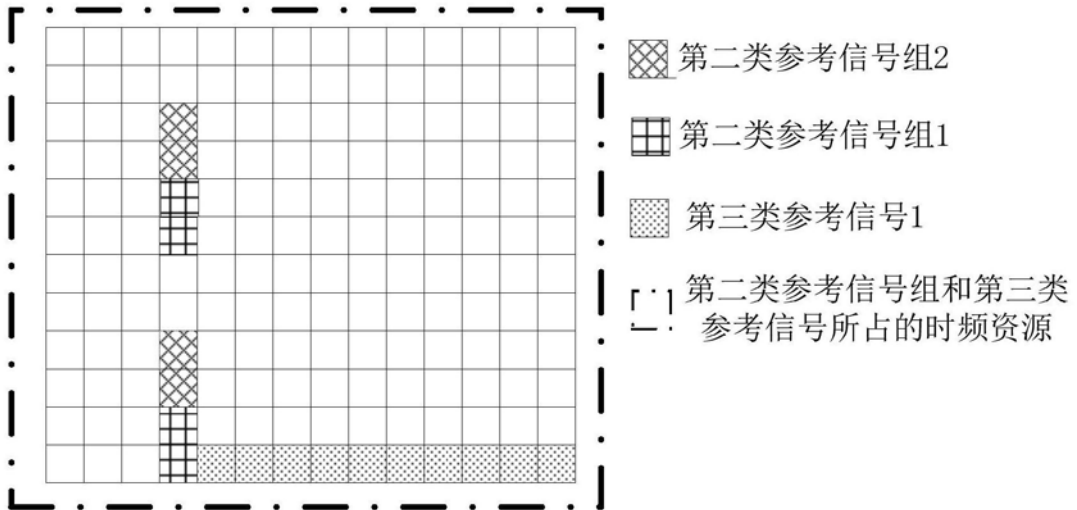 第二类参考信号组2
第二类参考信号组1
第三类参考信号1
第二类参考信号组和第三类
参考信号所占的时频资源